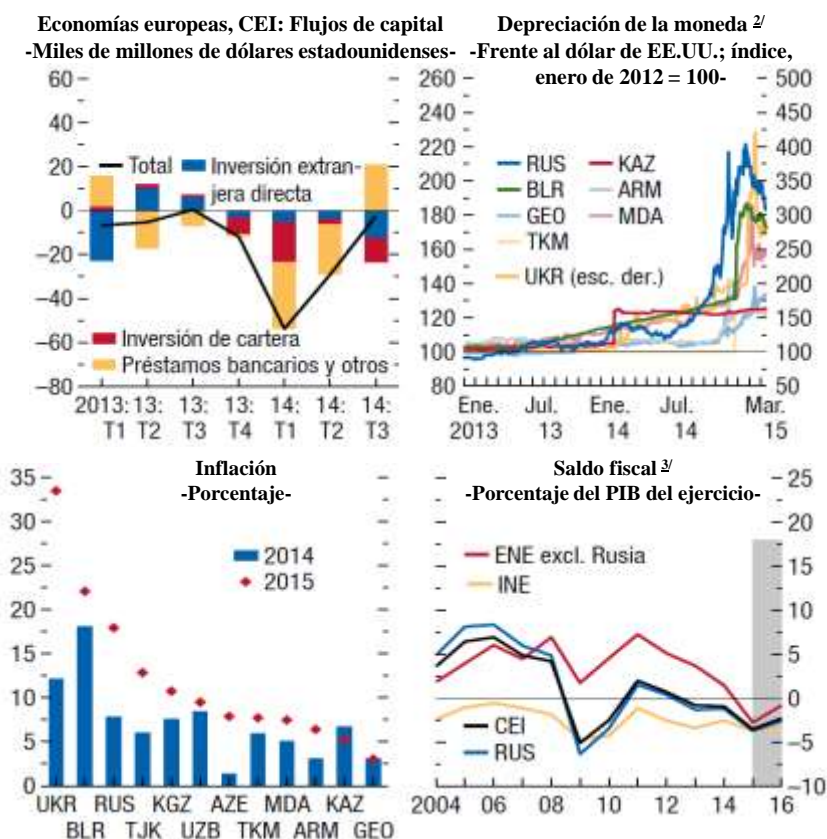 Economías europeas, CEI: Flujos de capital
-Miles de millones de dólares estadounidenses-
60
40
20
0
–20
–40
–60
–80
Total
Inversión extran-
jera directa
Inversión de cartera
Préstamos bancarios y otros
2013: 13: 13: 13: 14: 14: 14:
T1 T2 T3 T4 T1 T2 T3
Depreciación de la moneda 2/
-Frente al dólar de EE.UU.; índice,
enero de 2012 = 100-
260
240
220
200
180
160
140
120
100
80
500
450
400
350
300
250
200
150
100
50
RUS KAZ
BLR ARM
GEO MDA
TKM
UKR (esc. der.)
Ene. Jul. Ene. Jul. Mar.
2013 13 14 14 15
Inflación
-Porcentaje-
35
30
25
20
15
10
5
0
2014
2015
UKR RUS KGZ AZE MDA KAZ
BLR TJK UZB TKM ARM GEO
Saldo fiscal 3/
-Porcentaje del PIB del ejercicio-
25
20
15
10
5
0
–5
–10
ENE excl. Rusia
INE
CEI
RUS
2004 06 08 10 12 14 16